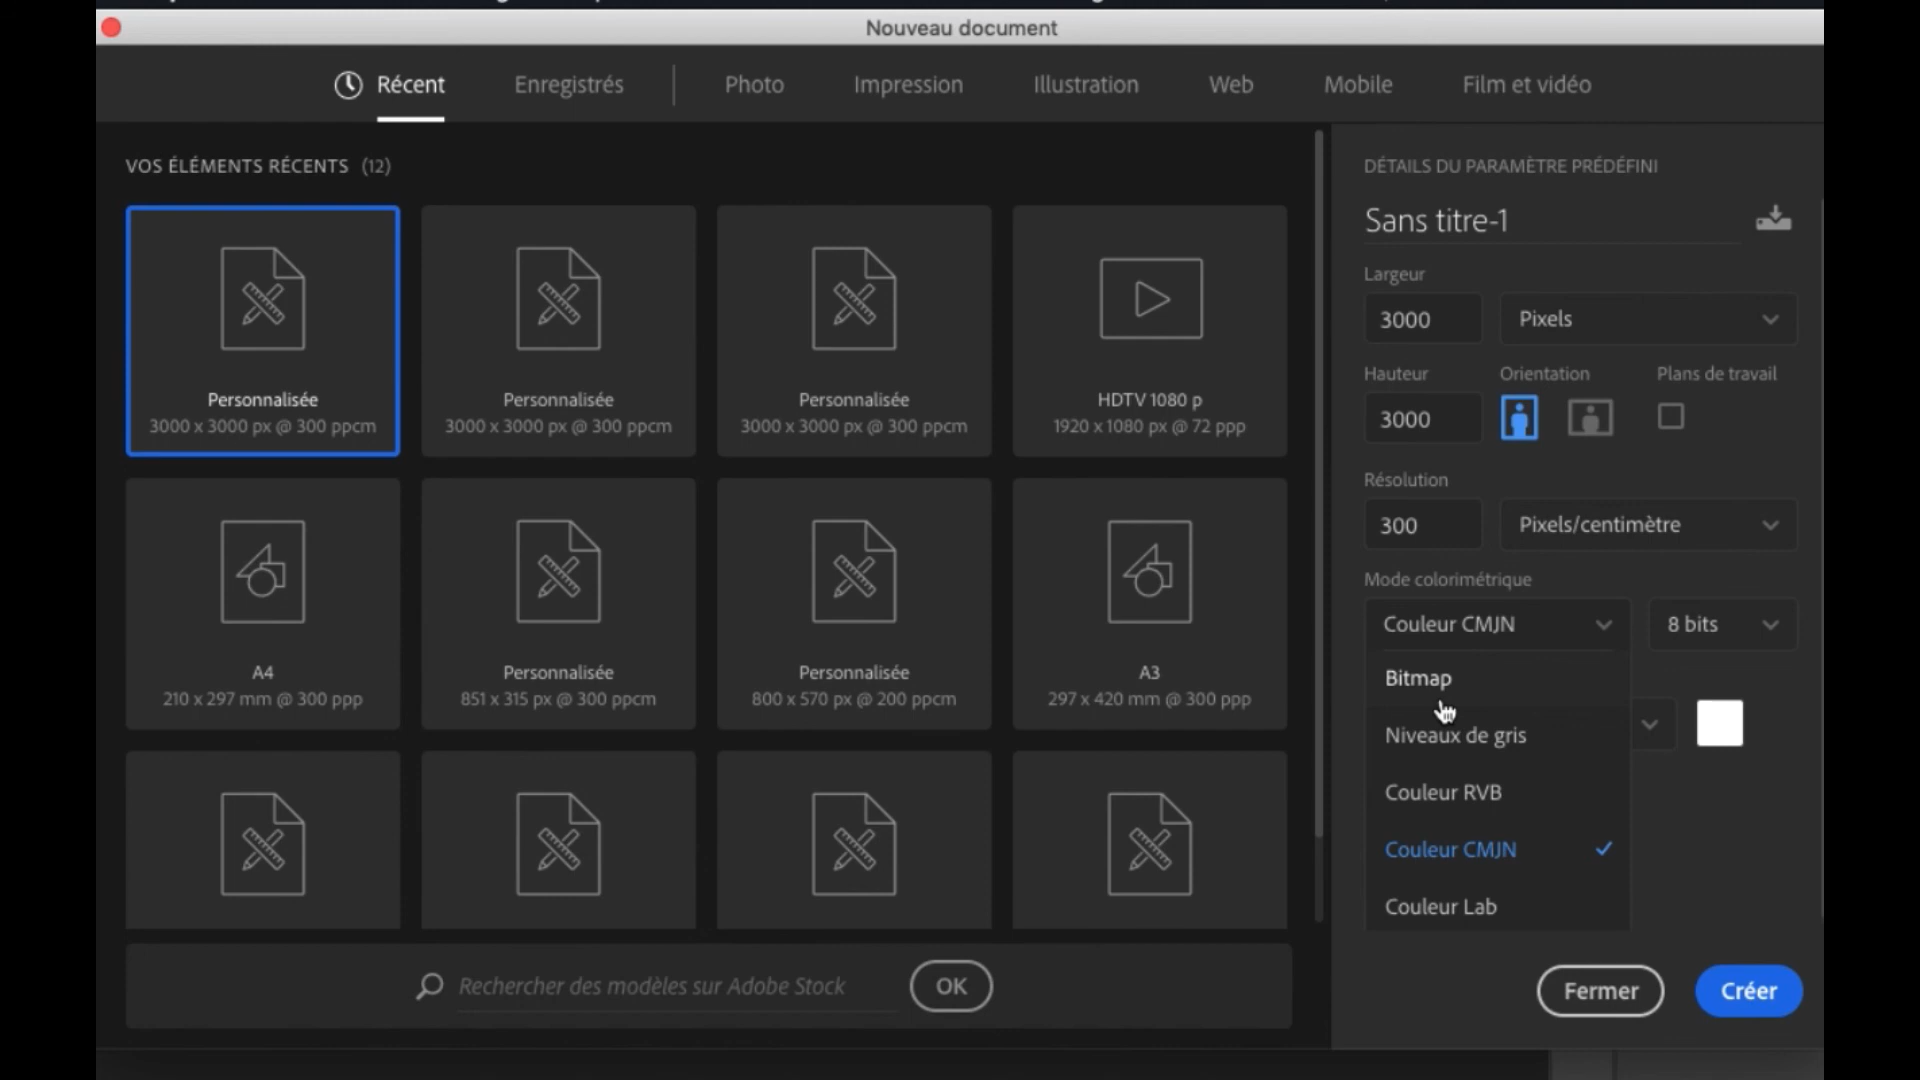 Nouveau document
Récent
Enregistrés
Photo
Impression
Illustration
Web
Mobile
Film et vidéo
VOS ÉLÉMENTS RÉCENTS (12)
Personnalisée
3000 x 3000 px @ 300 ppcm
Personnalisée
3000 x 3000 px @ 300 ppcm
Personnalisée
3000 x 3000 px @ 300 ppcm
HDTV 1080 p
1920 x 1080 px @ 72 ppp
A4
210 x 297 mm @ 300 ppp
Personnalisée
851 x 315 px @ 300 ppcm
Personnalisée
800 x 570 px @ 200 ppcm
A3
297 x 420 mm @ 300 ppp
Rechercher des modèles sur Adobe Stock
OK
DÉTAILS DU PARAMÈTRE PRÉDÉFINI
Sans titre-1
Largeur
3000
Pixels
Hauteur
Orientation
Plans de travail
3000
Résolution
300
Pixels/centimètre
Mode colorimétrique
Couleur CMJN
8 bits
Bitmap
Niveaux de gris
Couleur RVB
Couleur CMJN
Couleur Lab
Fermer
Créer